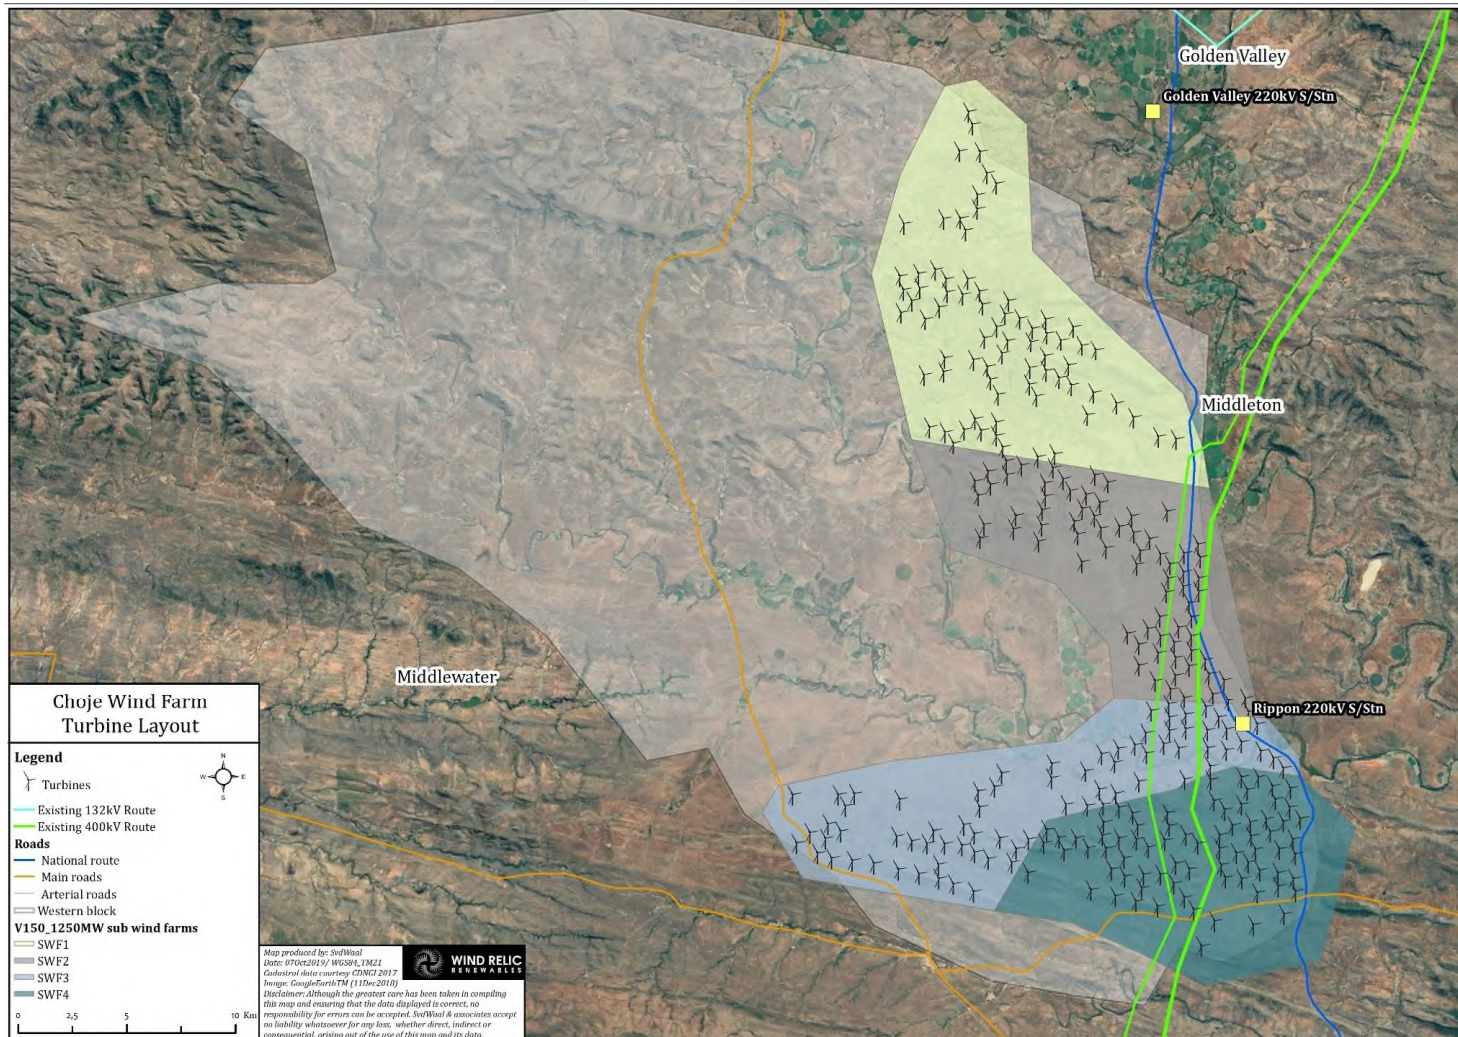 Golden Valley
Golden Valley 220kV S/Stn
Middleton
Middlewater
Rippon 220kV S/Stn
Choje Wind Farm
Turbine Layout
Legend
N
W
E
S
Turbines
Existing 132kV Route
Existing 400kV Route
Roads
National route
Main roads
Arterial roads
Western block
V150_1250MW sub wind farms
SWF1
SWF2
SWF3
SWF4
0 2,5 5 10 Km
Map produced by: SvdWaal
Date: 07Oct2019/ WGS84_TM21
Cadastral data courtesy CDNGI 2017
Image: GoogleEarthTM (11Dec2018)
Disclaimer: Although the greatest care has been taken in compiling
this map and ensuring that the data displayed is correct, no
responsibility for errors can be accepted. SvdWaal & associates accept
no liability whatsoever for any loss, whether direct, indirect or
consequential, arising out of the use of this map and its data.
WIND RELIC
RENEWABLES